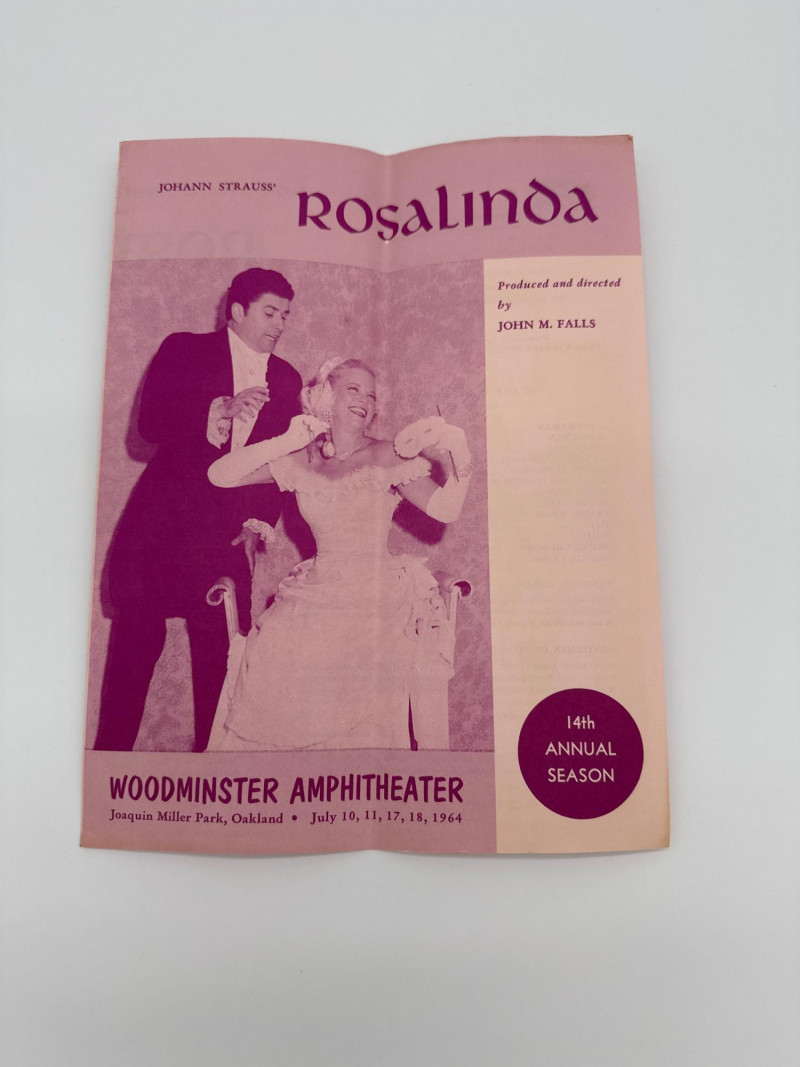 JOHANN STRAUSS' ROSALINDA
Produced and directed
by
JOHN M. FALLS
14th
ANNUAL
SEASON
WOODMINSTER AMPHITHEATER
Joaquin Miller Park, Oakland • July 10, 11, 17, 18, 1964